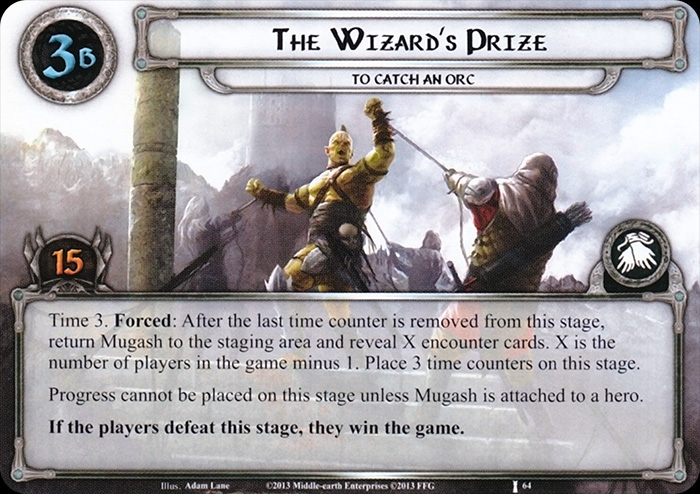 3B
THE WIZARD'S PRIZE
TO CATCH AN ORC
15
Time 3. Forced: After the last time counter is removed from this stage,
return Mugash to the staging area and reveal X encounter cards. X is the
number of players in the game minus 1. Place 3 time counters on this stage.
Progress cannot be placed on this stage unless Mugash is attached to a hero.
If the players defeat this stage, they win the game.
Illus. Adam Lane ©2013 Middle-earth Enterprises ©2013 FFG 64